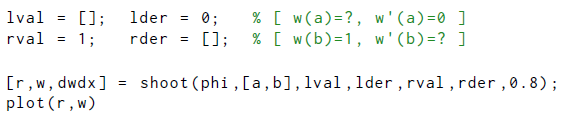 lval = [];   lder = 0;    % [ w(a)=?, w'(a)=0 ]
rval = 1;    rder = [];   % [ w(b)=1, w'(b)=? ]
[r,w,dwdx] = shoot(phi,[a,b],lval,lder,rval,rder,0.8);
plot(r,w)